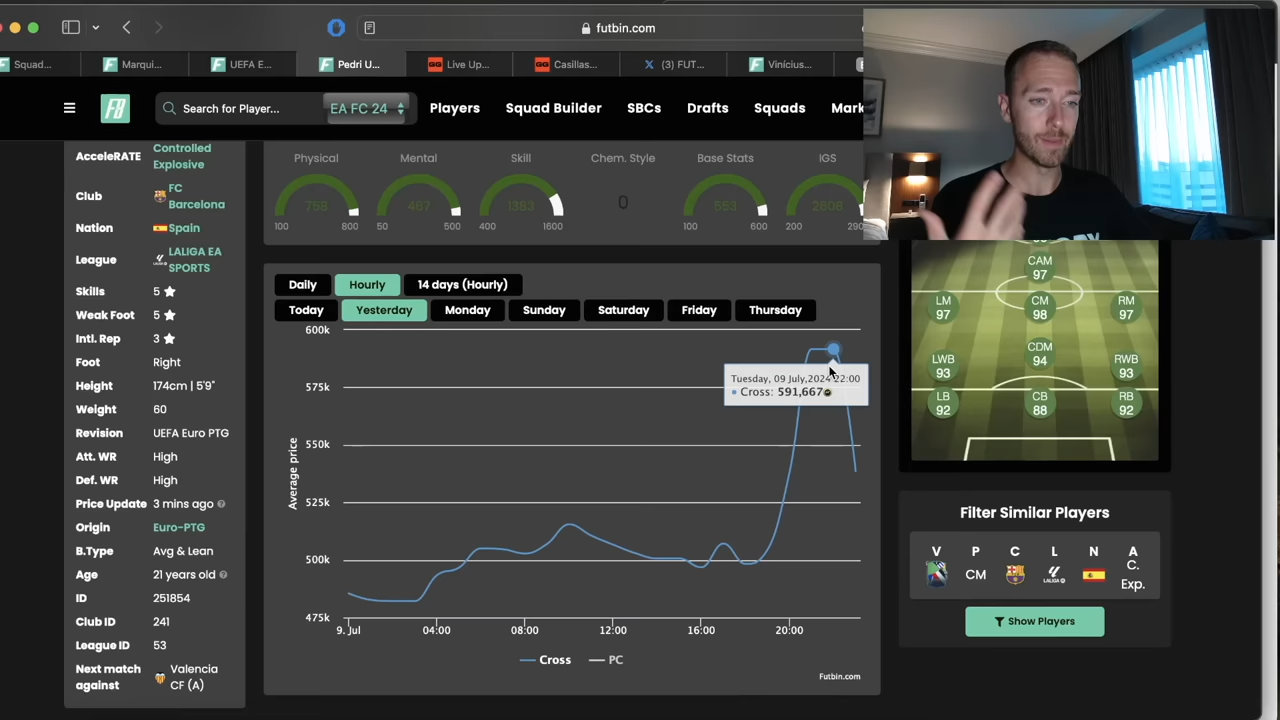 futbin.com
Squad...
Marqui...
UEFA E...
Pedri U...
GG Live Up...
GG Casillas...
X (3) FUT...
Vinícius...
FB
Search for Player...
EA FC 24
Players
Squad Builder
SBCs
Drafts
Squads
Mark
AcceleRATE
Controlled
Explosive
Club
FC
Barcelona
Nation
Spain
League
LALIGA EA
SPORTS
Skills
5
Weak Foot
5
Intl. Rep
3
Foot
Right
Height
174cm | 5'9"
Weight
60
Revision
UEFA Euro PTG
Att. WR
High
Def. WR
High
Price Update
3 mins ago
Origin
Euro-PTG
B.Type
Avg & Lean
Age
21 years old
ID
251854
Club ID
241
League ID
53
Next match
against
Valencia
CF (A)
Physical
758
100
800
Mental
467
50
500
Skill
1383
400
1600
Chem. Style
0
Base Stats
553
100
600
IGS
2608
200
290
Daily
Hourly
14 days (Hourly)
Today
Yesterday
Monday
Sunday
Saturday
Friday
Thursday
Average price
600k
575k
550k
525k
500k
475k
Tuesday, 09 July,2024 22:00
Cross: 591,667
9. Jul
04:00
08:00
12:00
16:00
20:00
Cross
PC
Futbin.com
CAM
97
LM
97
CM
98
RM
97
CDM
94
LWB
93
RWB
93
LB
92
CB
88
RB
92
Filter Similar Players
V
P
C
L
N
A
CM
C.
Exp.
Show Players